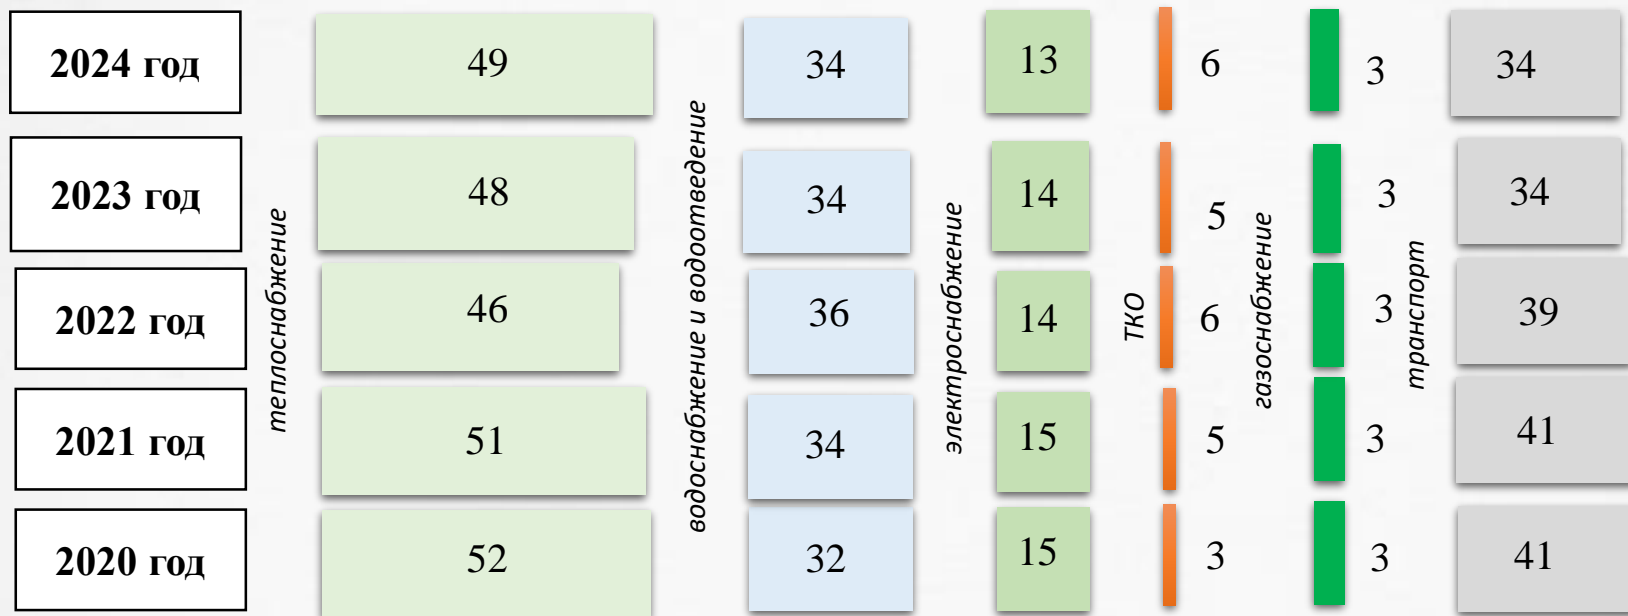 2024 год
49
34
13
6
3
34
2023 год
48
34
14
5
3
34
2022 год
46
36
14
6
3
39
2021 год
51
34
15
5
3
41
2020 год
52
32
15
3
3
41
теплоснабжение
водоснабжение и водоотведение
электроснабжение
ТКО
газоснабжение
транспорт